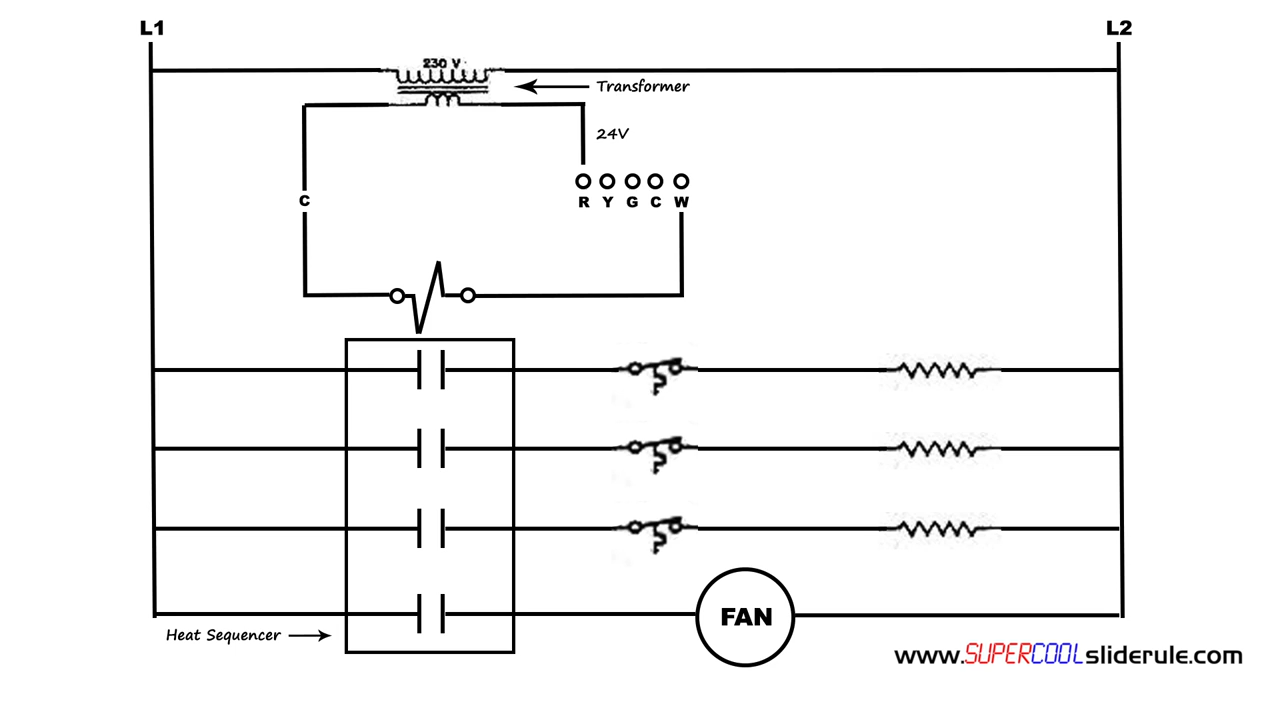 L1 L2
230 V
Transformer
24V
C
R Y G C W
FAN
Heat Sequencer
www.SUPERCOOLsliderule.com